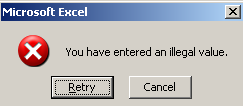 Microsoft Excel
You have entered an illegal value.
Retry
Cancel